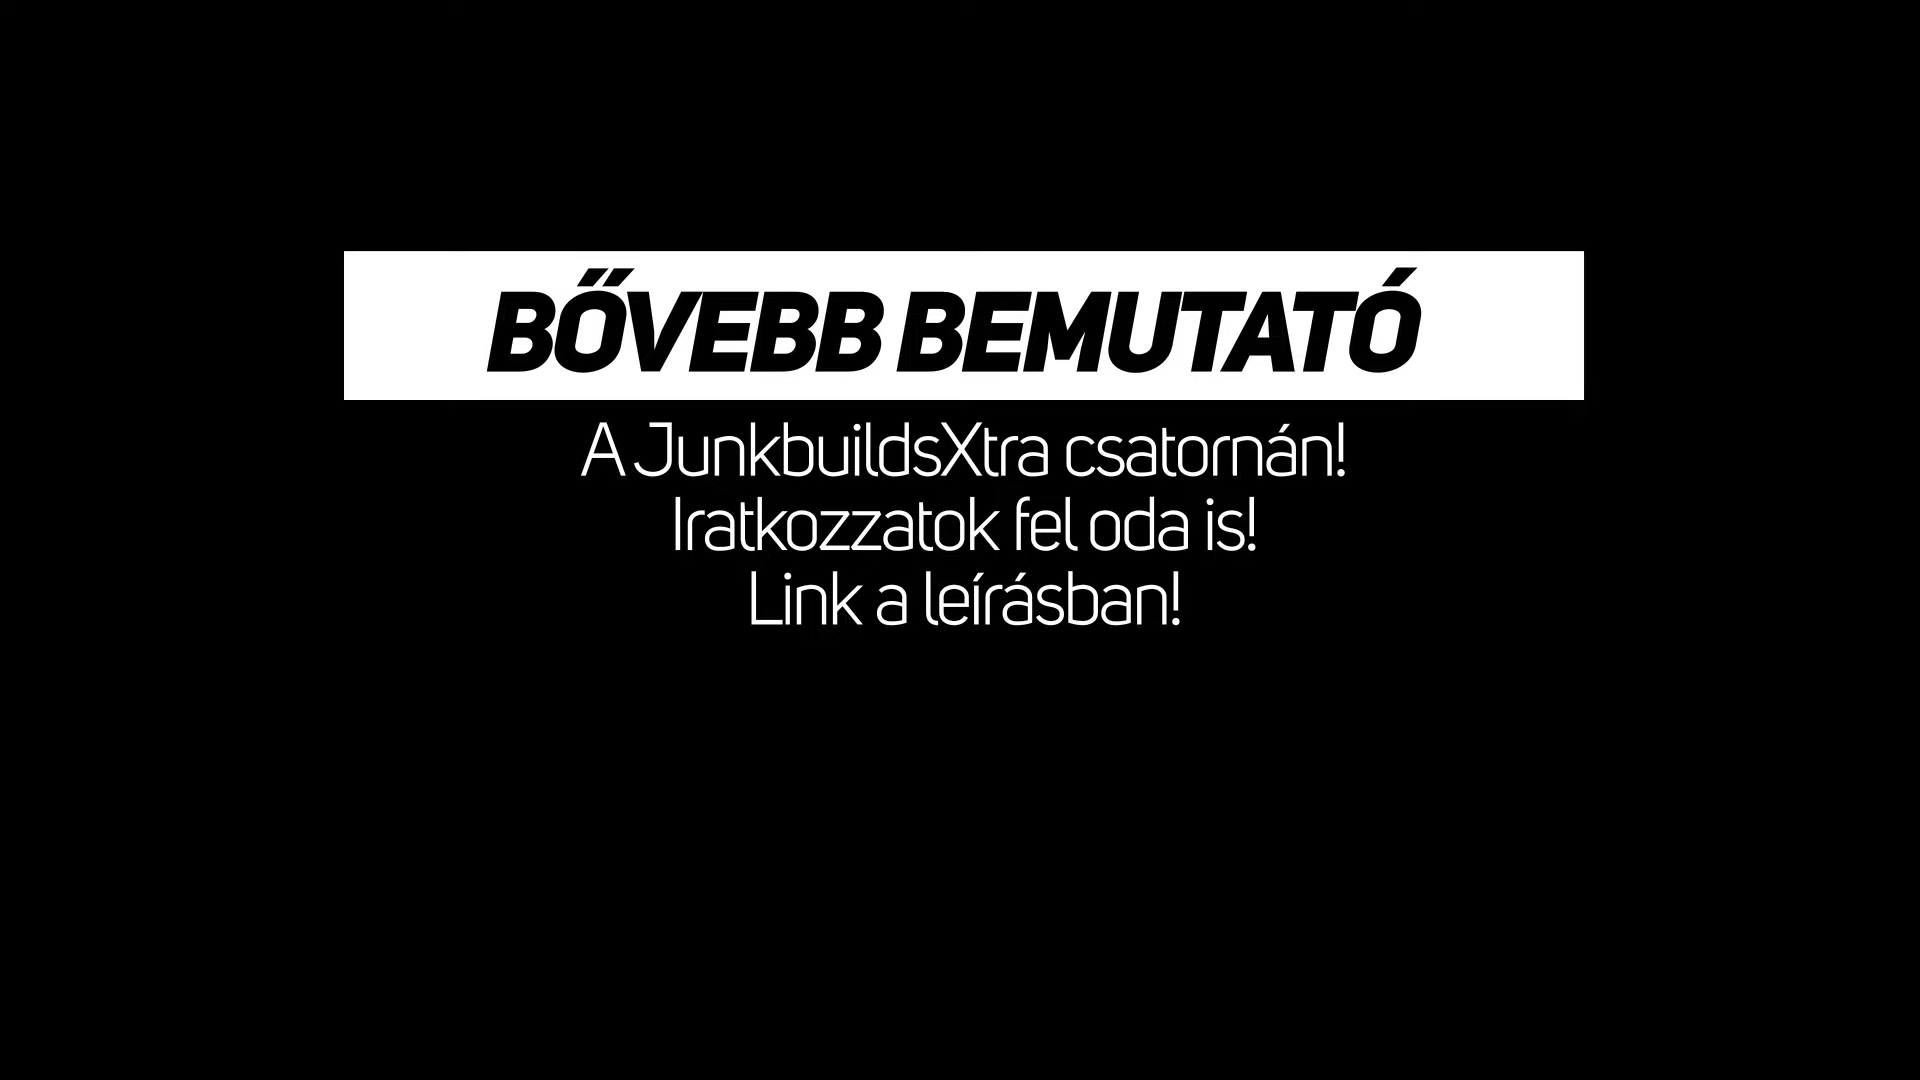 BŐVEBB BEMUTATÓ
A JunkbuildsXtra csatornán!
Iratkozzatok fel oda is!
Link a leírásban!